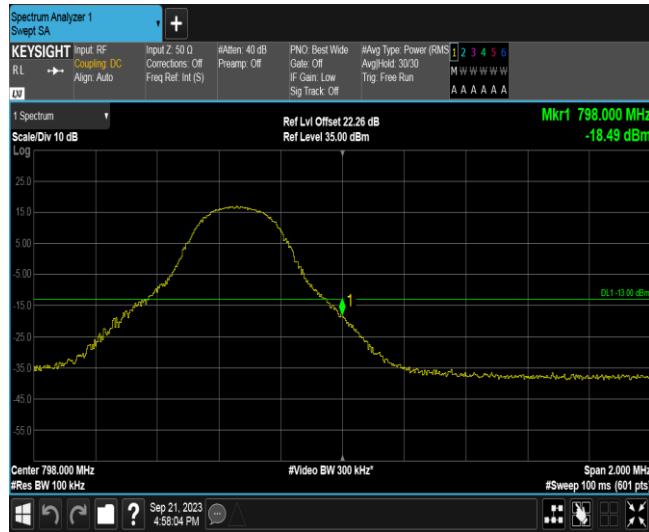 Spectrum Analyzer 1
Swept SA
+
KEYSIGHT
RL
LXI
Input: RF
Coupling: DC
Align: Auto
Input Z: 50 Ω
Corrections: Off
Freq Ref: Int (S)
#Atten: 40 dB
Preamp: Off
PNO: Best Wide
Gate: Off
IF Gain: Low
Sig Track: Off
#Avg Type: Power (RMS
Avg|Hold: 30/30
Trig: Free Run
1 2 3 4 5 6
M W W W W W
A A A A A A
1 Spectrum
Scale/Div 10 dB
Log
Ref Lvl Offset 22.26 dB
Ref Level 35.00 dBm
Mkr1 798.000 MHz
-18.49 dBm
25.0
15.0
5.00
-5.00
-15.0
-25.0
-35.0
-45.0
-55.0
1
DL1 -13.00 dBm
Center 798.000 MHz
#Res BW 100 kHz
#Video BW 300 kHz*
Span 2.000 MHz
#Sweep 100 ms (601 pts)
?
Sep 21, 2023
4:58:04 PM